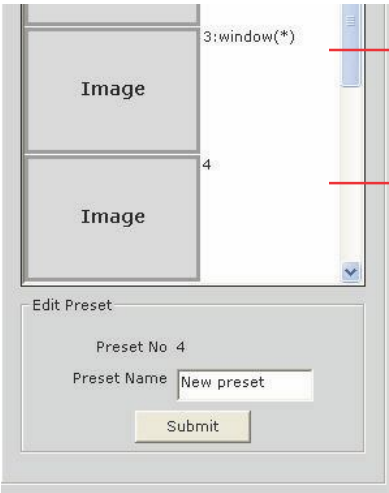 3:window(*)
Image
4
Image
Edit Preset
Preset No 4
Preset Name New preset
Submit